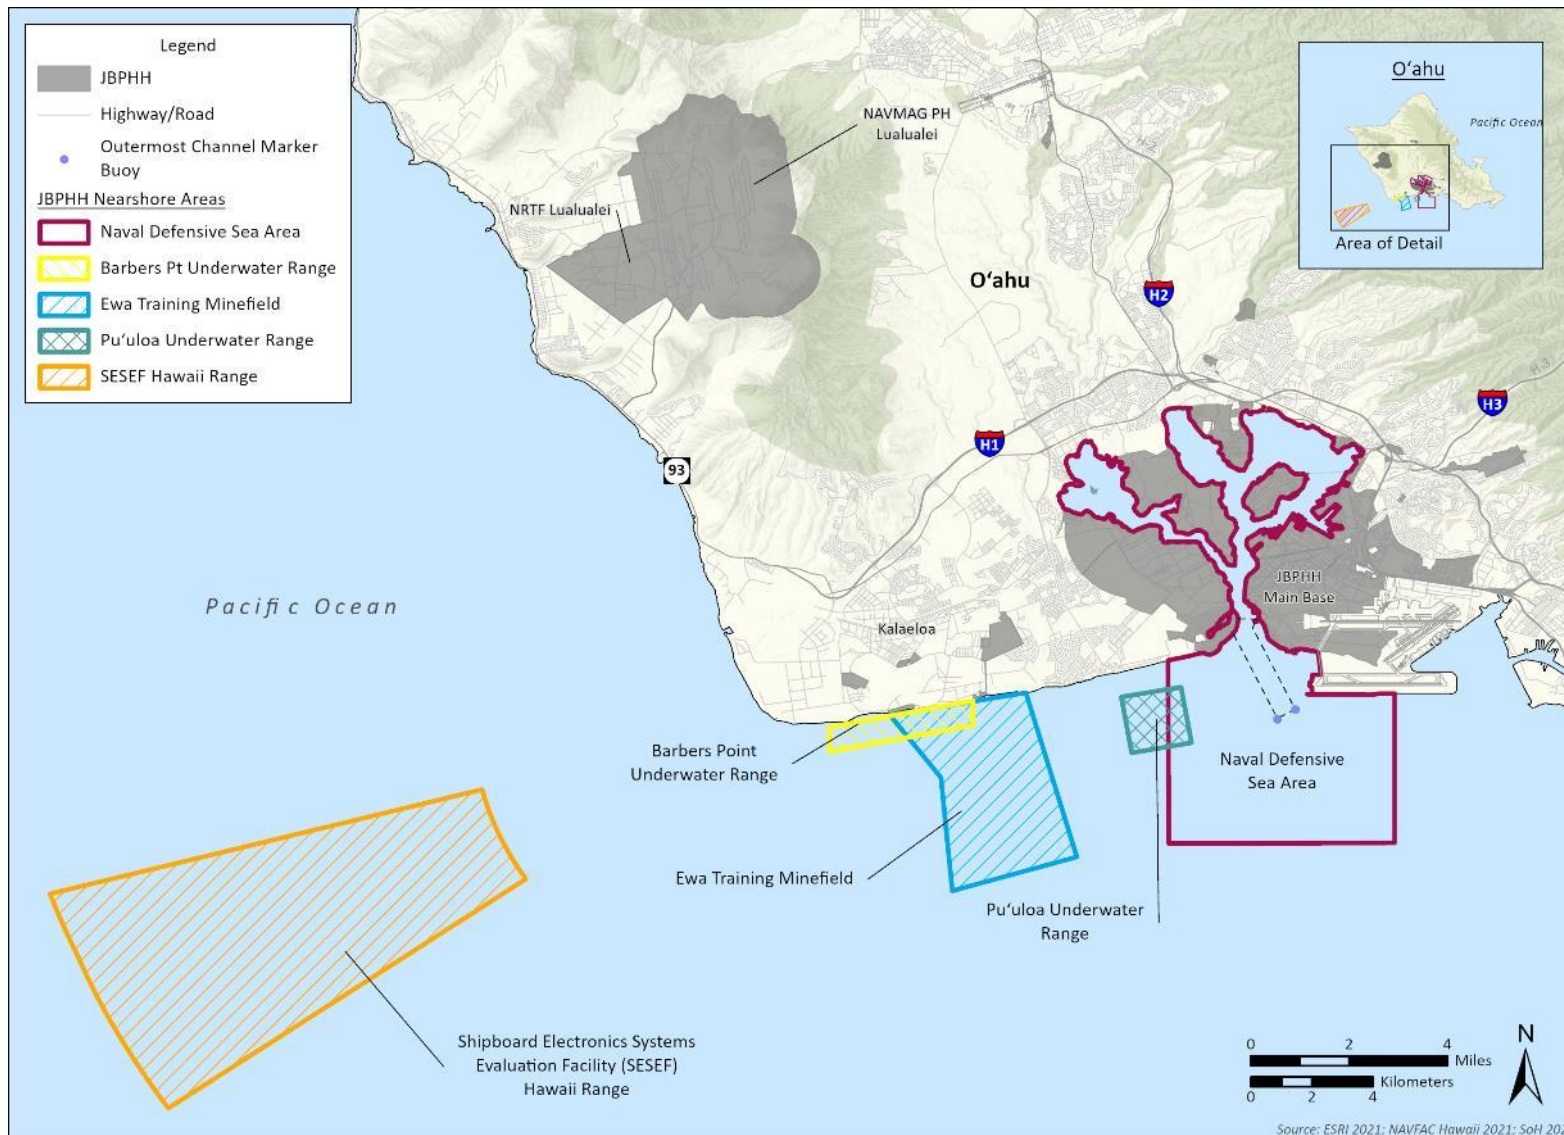 Legend
JBPHH
Highway/Road
Outermost Channel Marker
Buoy
JBPHH Nearshore Areas
Naval Defensive Sea Area
Barbers Pt Underwater Range
Ewa Training Minefield
Pu‘uloa Underwater Range
SESEF Hawaii Range
O‘ahu
Pacific Ocean
Area of Detail
NAVMAG PH
Lualualei
NRTF Lualualei
O‘ahu
H2
H1
H3
H-2
H-3
93
Pacific Ocean
Kalaeloa
JBPHH
Main Base
Barbers Point
Underwater Range
Naval Defensive
Sea Area
Ewa Training Minefield
Pu‘uloa Underwater
Range
Shipboard Electronics Systems
Evaluation Facility (SESEF)
Hawaii Range
0 2 4
Miles
Kilometers
0 2 4
N
Source: ESRI 2021; NAVFAC Hawaii 2021; SoH 20